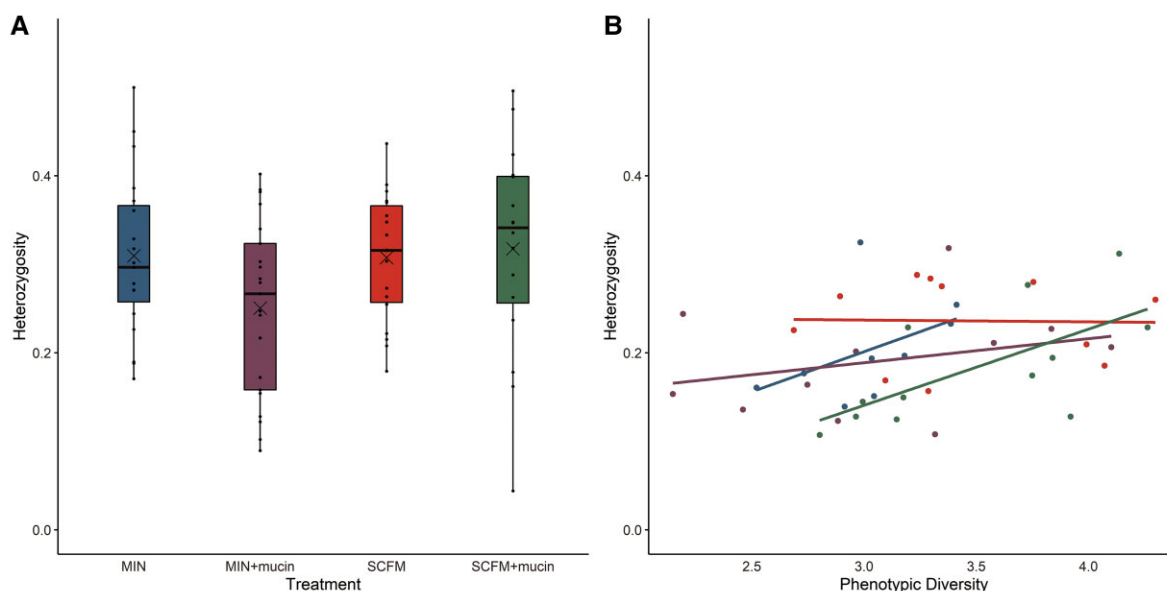 A
B
Heterozygosity
0.4
0.2
0.0
MIN
MIN+mucin
SCFM
SCFM+mucin
Treatment
Heterozygosity
0.4
0.2
0.0
2.5
3.0
3.5
4.0
Phenotypic Diversity